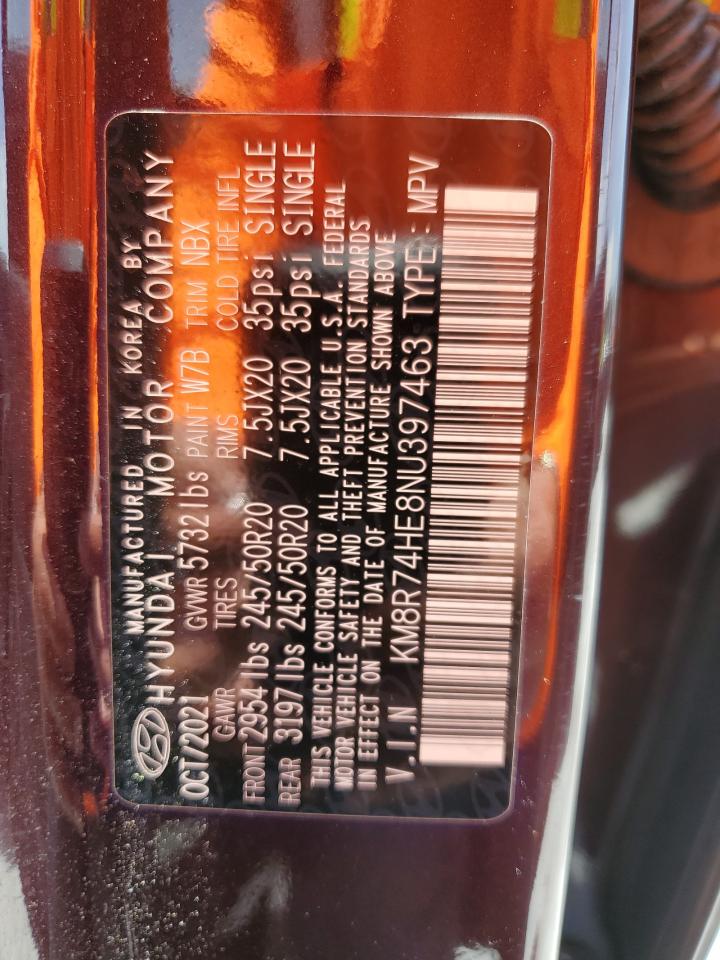 MANUFACTURED IN KOREA BY
HYUNDAI MOTOR COMPANY
OCT/2021 GVWR 5732 lbs PAINT W7B TRIM NBX
GAWR TIRES RIMS COLD TIRE INFL
FRONT 2954 lbs 245/50R20 7.5JX20 35psi SINGLE
REAR 3197 lbs 245/50R20 7.5JX20 35psi SINGLE
THIS VEHICLE CONFORMS TO ALL APPLICABLE U.S.A. FEDERAL
MOTOR VEHICLE SAFETY AND THEFT PREVENTION STANDARDS
IN EFFECT ON THE DATE OF MANUFACTURE SHOWN ABOVE
V.I.N KM8R74HE8NU397463 TYPE : MPV